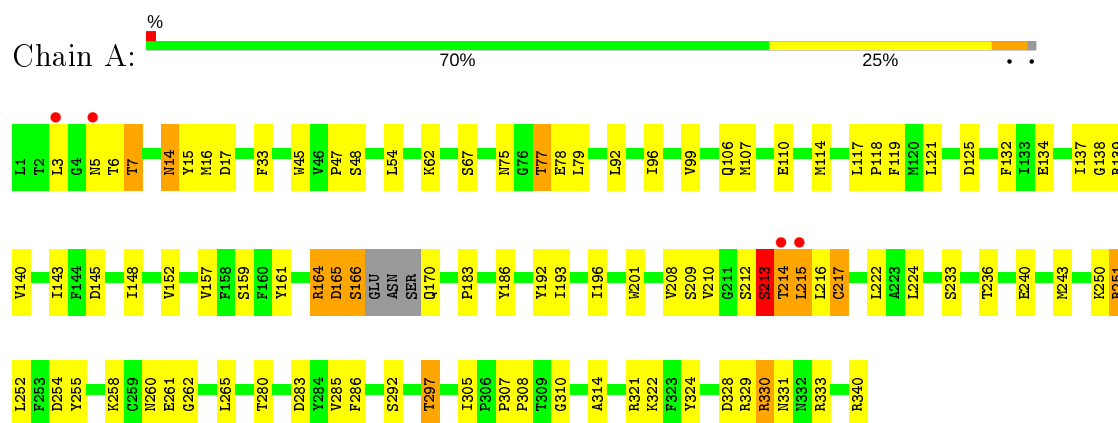 %
Chain A:
70% 25% • •
L1 T2 L3 G4 N5 T6 T7 N14 Y15 M16 D17 F33 W45 V46 P47 S48 L54 K62 S67 N75 G76 T77 E78 L79 L92 I96 V99 Q106 M107 E110 M114 L117 P118 F119 M120 L121 D125 F132 I133 E134 I137 G138 R139
V140 I143 F144 D145 I148 V152 V157 F158 S159 F160 Y161 R164 D165 S166 GLU ASN SER Q170 P183 Y186 Y192 I193 I196 W201 V208 S209 V210 G211 S212 S213 T214 L215 L216 C217 L222 A223 L224 S233 T236 E240 M243 K250 R251
L252 F253 D254 Y255 K258 C259 N260 E261 G262 L265 T280 D283 Y284 V285 F286 S292 T297 I305 P306 P307 P308 T309 G310 A314 R321 K322 F323 Y324 D328 R329 R330 N331 N332 R333 R340